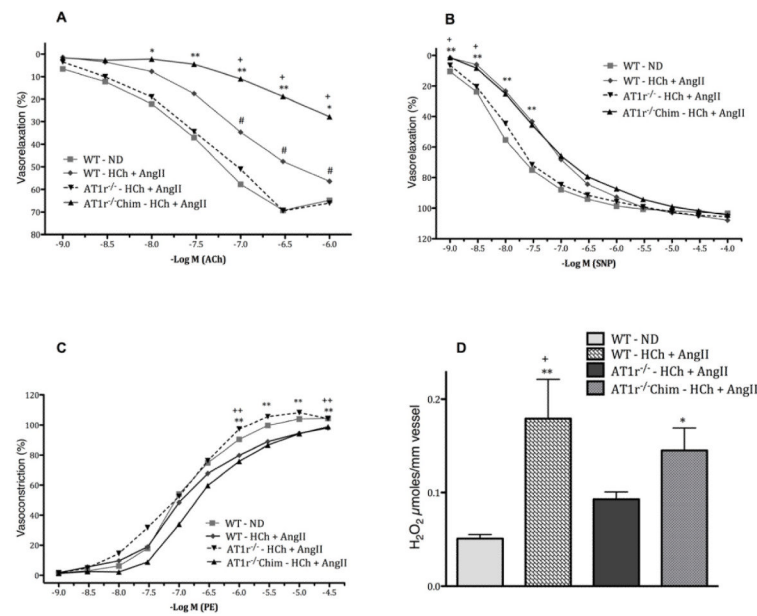 A
+
+
+
*
**
**
**
*
#
#
#
Vasorelaxation (%)
0
10
20
30
40
50
60
70
80
WT - ND
WT - HCh + AngII
AT1r-/- - HCh + AngII
AT1r-/-Chim - HCh + AngII
-9.0 -8.5 -8.0 -7.5 -7.0 -6.5 -6.0
-Log M (ACh)
B
+ +
** ** ** **
Vasorelaxation (%)
0
20
40
60
80
100
120
WT - ND
WT - HCh + AngII
AT1r-/- - HCh + AngII
AT1r-/-Chim - HCh + AngII
-9.0 -8.5 -8.0 -7.5 -7.0 -6.5 -6.0 -5.5 -5.0 -4.5 -4.0
-Log M (SNP)
C
++ ++
** ** ** **
Vasoconstriction (%)
120
100
80
60
40
20
0
WT - ND
WT - HCh + AngII
AT1r-/- - HCh + AngII
AT1r-/-Chim - HCh + AngII
-9.0 -8.5 -8.0 -7.5 -7.0 -6.5 -6.0 -5.5 -5.0 -4.5
-Log M (PE)
D
WT - ND
WT - HCh + AngII
AT1r-/- - HCh + AngII
AT1r-/-Chim - HCh + AngII
+
**
*
H2O2 µmoles/mm vessel
0.2
0.1
0.0